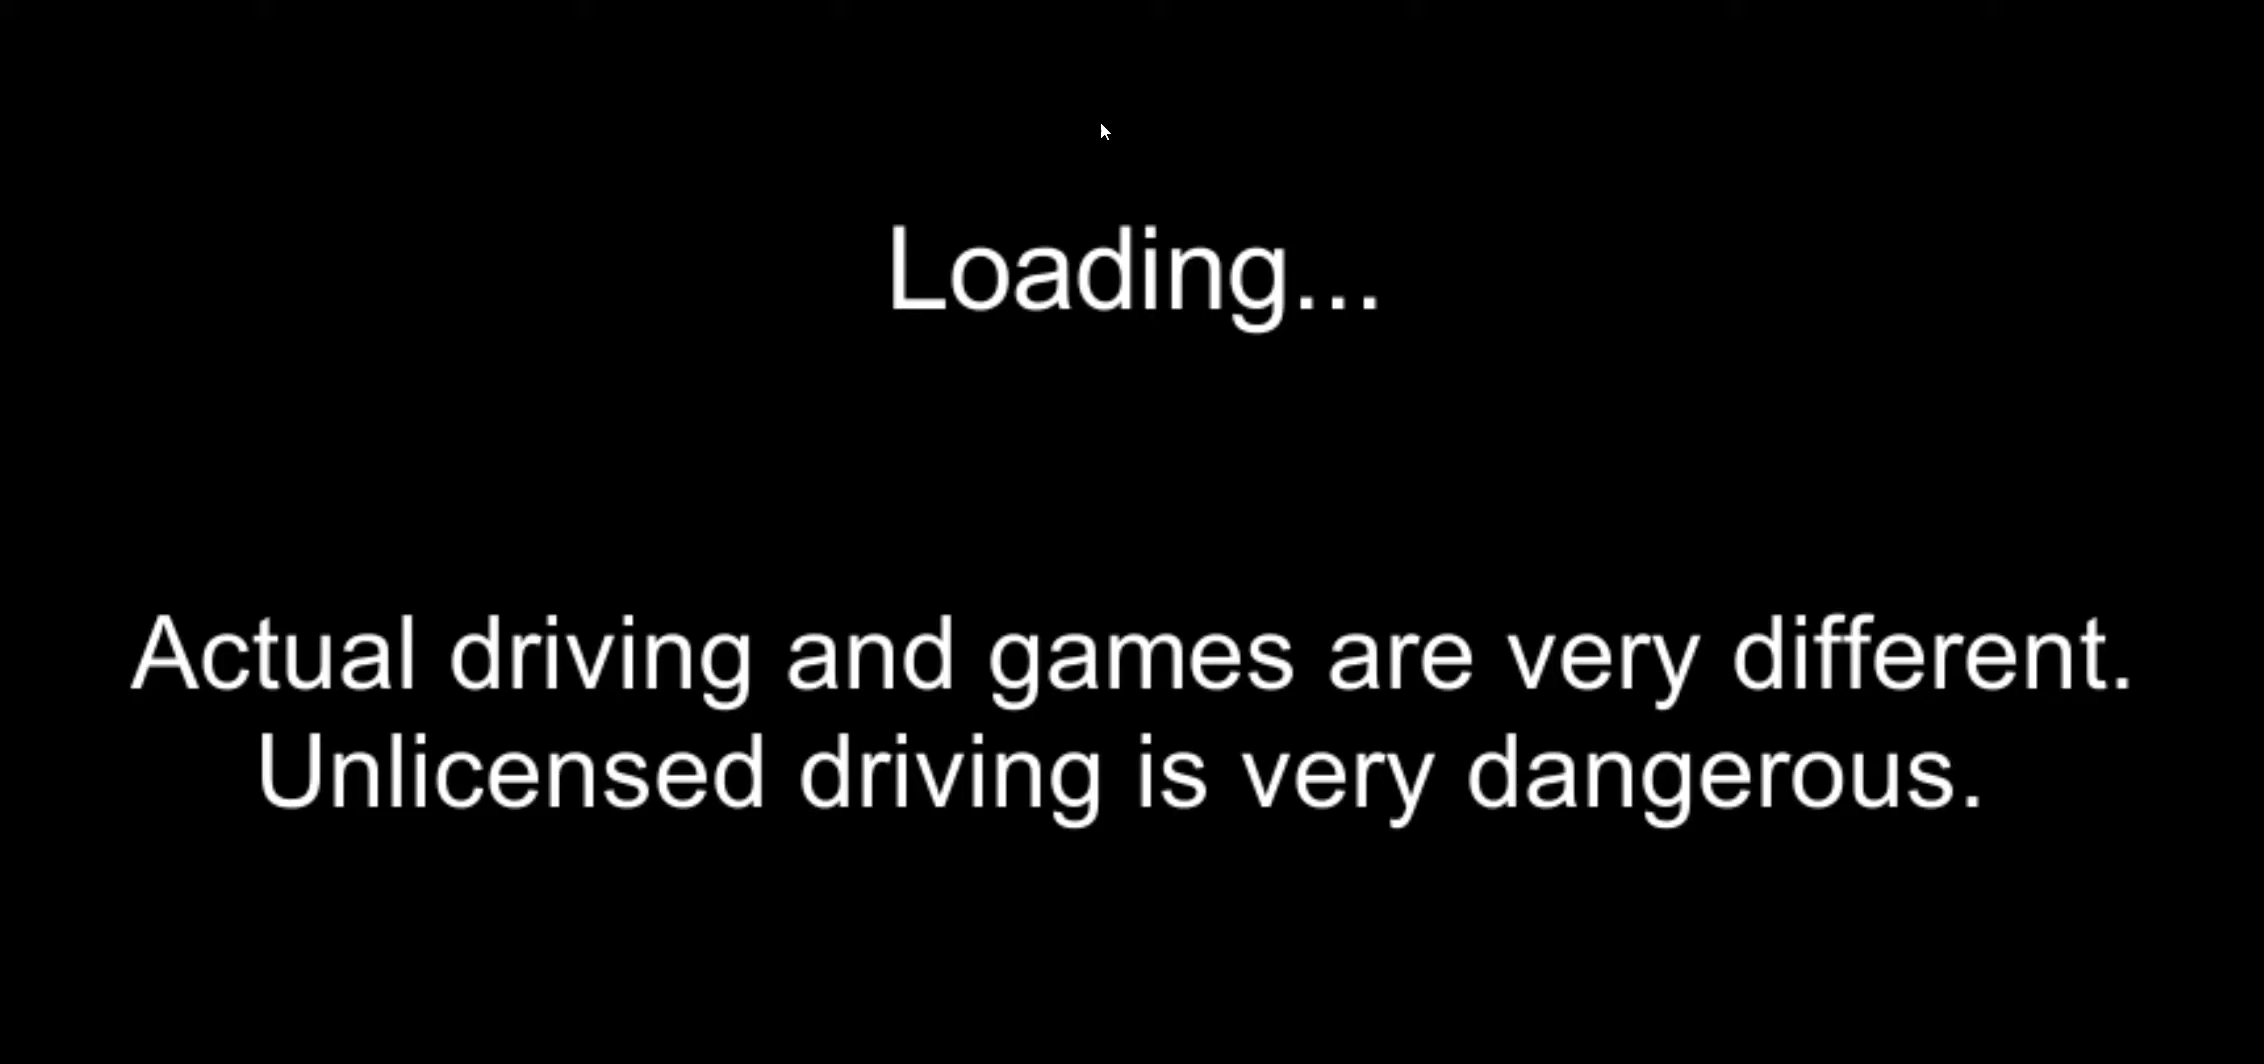 Loading...
Actual driving and games are very different.
Unlicensed driving is very dangerous.